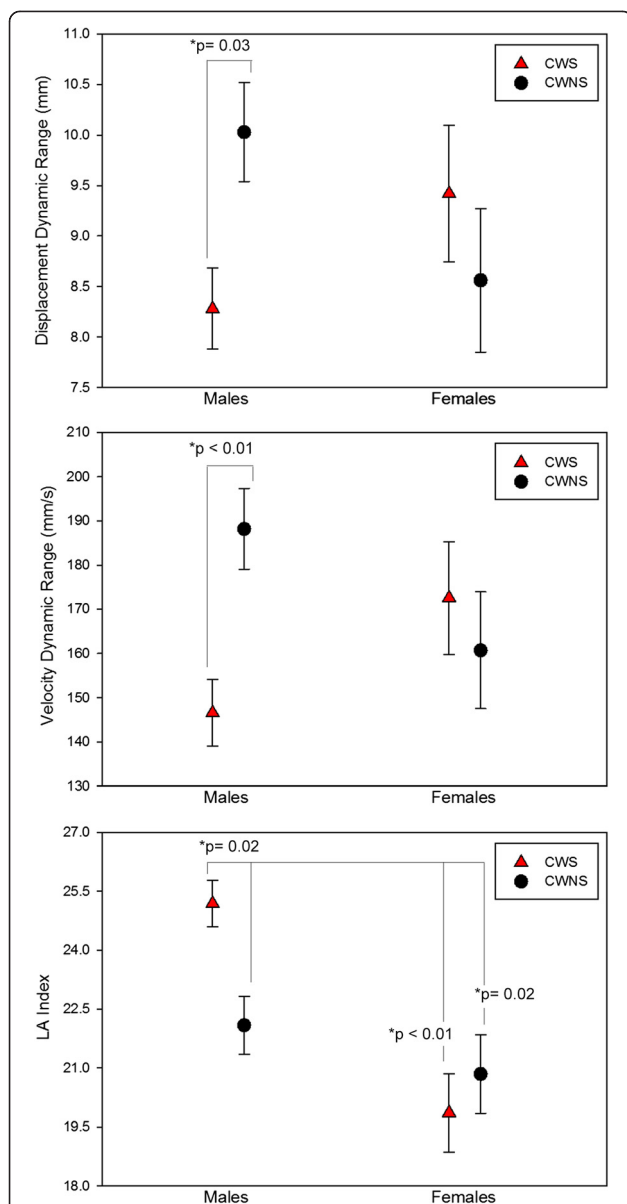 Displacement Dynamic Range (mm)
11.0
10.5
10.0
9.5
9.0
8.5
8.0
7.5
*p= 0.03
CWS
CWNS
Males
Females
Velocity Dynamic Range (mm/s)
210
200
190
180
170
160
150
140
130
*p < 0.01
CWS
CWNS
Males
Females
LA Index
27.0
25.5
24.0
22.5
21.0
19.5
18.0
*p= 0.02
CWS
CWNS
*p= 0.02
*p < 0.01
Males
Females